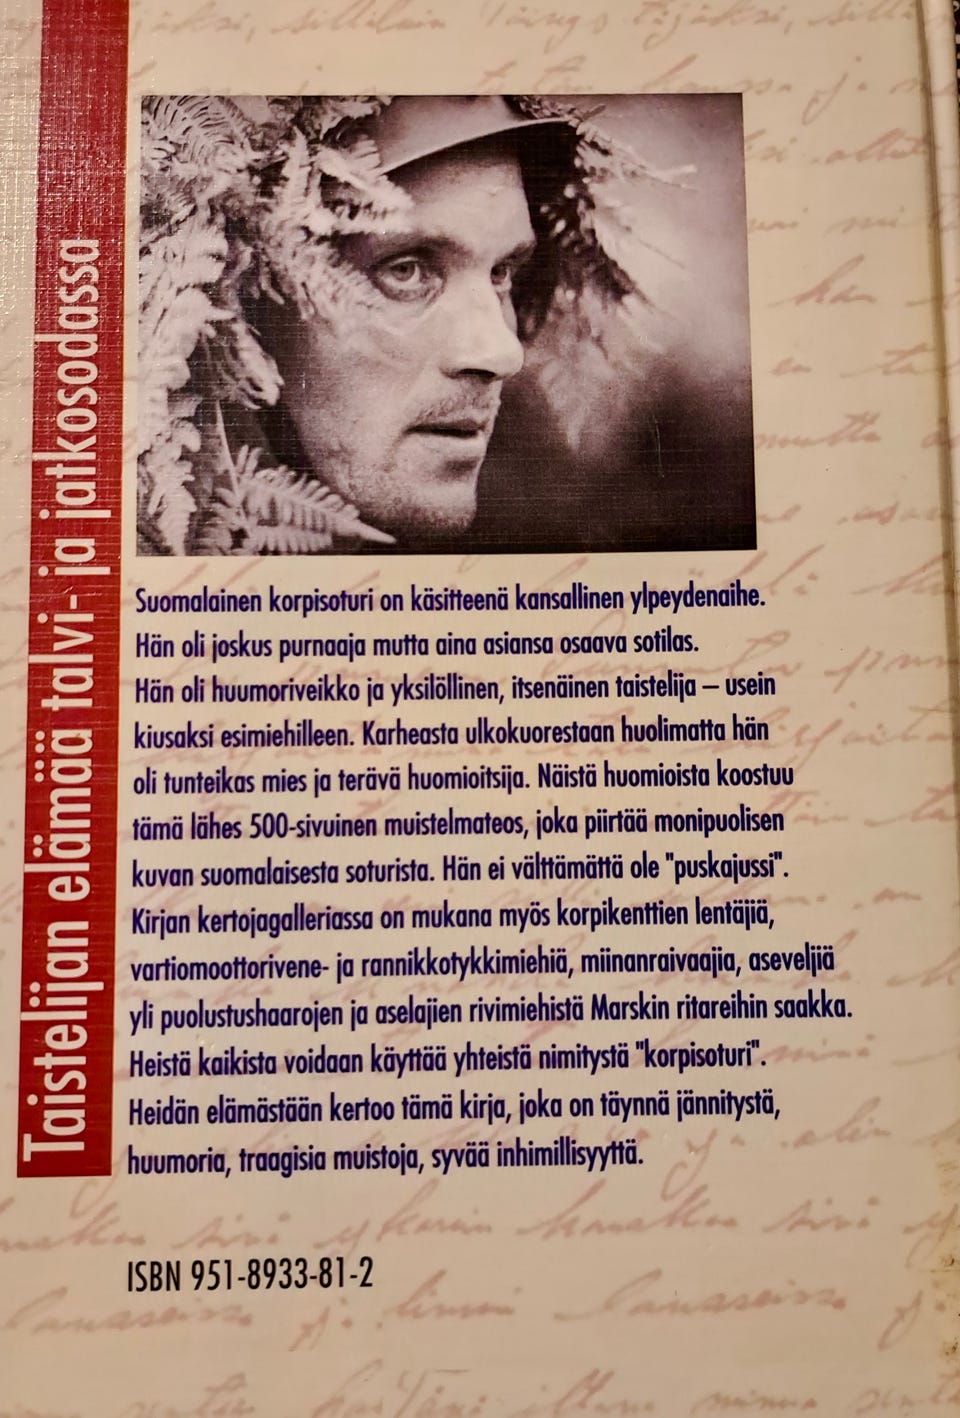 Taistelijan elämää talvi- ja jatkosodassa
Suomalainen korpisoturi on käsitteenä kansallinen ylpeydenaihe.
Hän oli joskus purnaaja mutta aina asiansa osaava sotilas.
Hän oli huumoriveikko ja yksilöllinen, itsenäinen taistelija – usein
kiusaksi esimiehilleen. Karheasta ulkokuorestaan huolimatta hän
oli tunteikas mies ja terävä huomioitsija. Näistä huomioista koostuu
tämä lähes 500-sivuinen muistelmateos, joka piirtää monipuolisen
kuvan suomalaisesta soturista. Hän ei välttämättä ole "puskajussi".
Kirjan kertojagalleriassa on mukana myös korpikenttien lentäjiä,
vartiomoottorivene- ja rannikkotykkimiehiä, miinanraivaajia, aseveljiä
yli puolustushaarojen ja aselajien rivimiehistä Marskin ritareihin saakka.
Heistä kaikista voidaan käyttää yhteistä nimitystä "korpisoturi".
Heidän elämästään kertoo tämä kirja, joka on täynnä jännitystä,
huumoria, traagisia muistoja, syvää inhimillisyyttä.
ISBN 951-8933-81-2